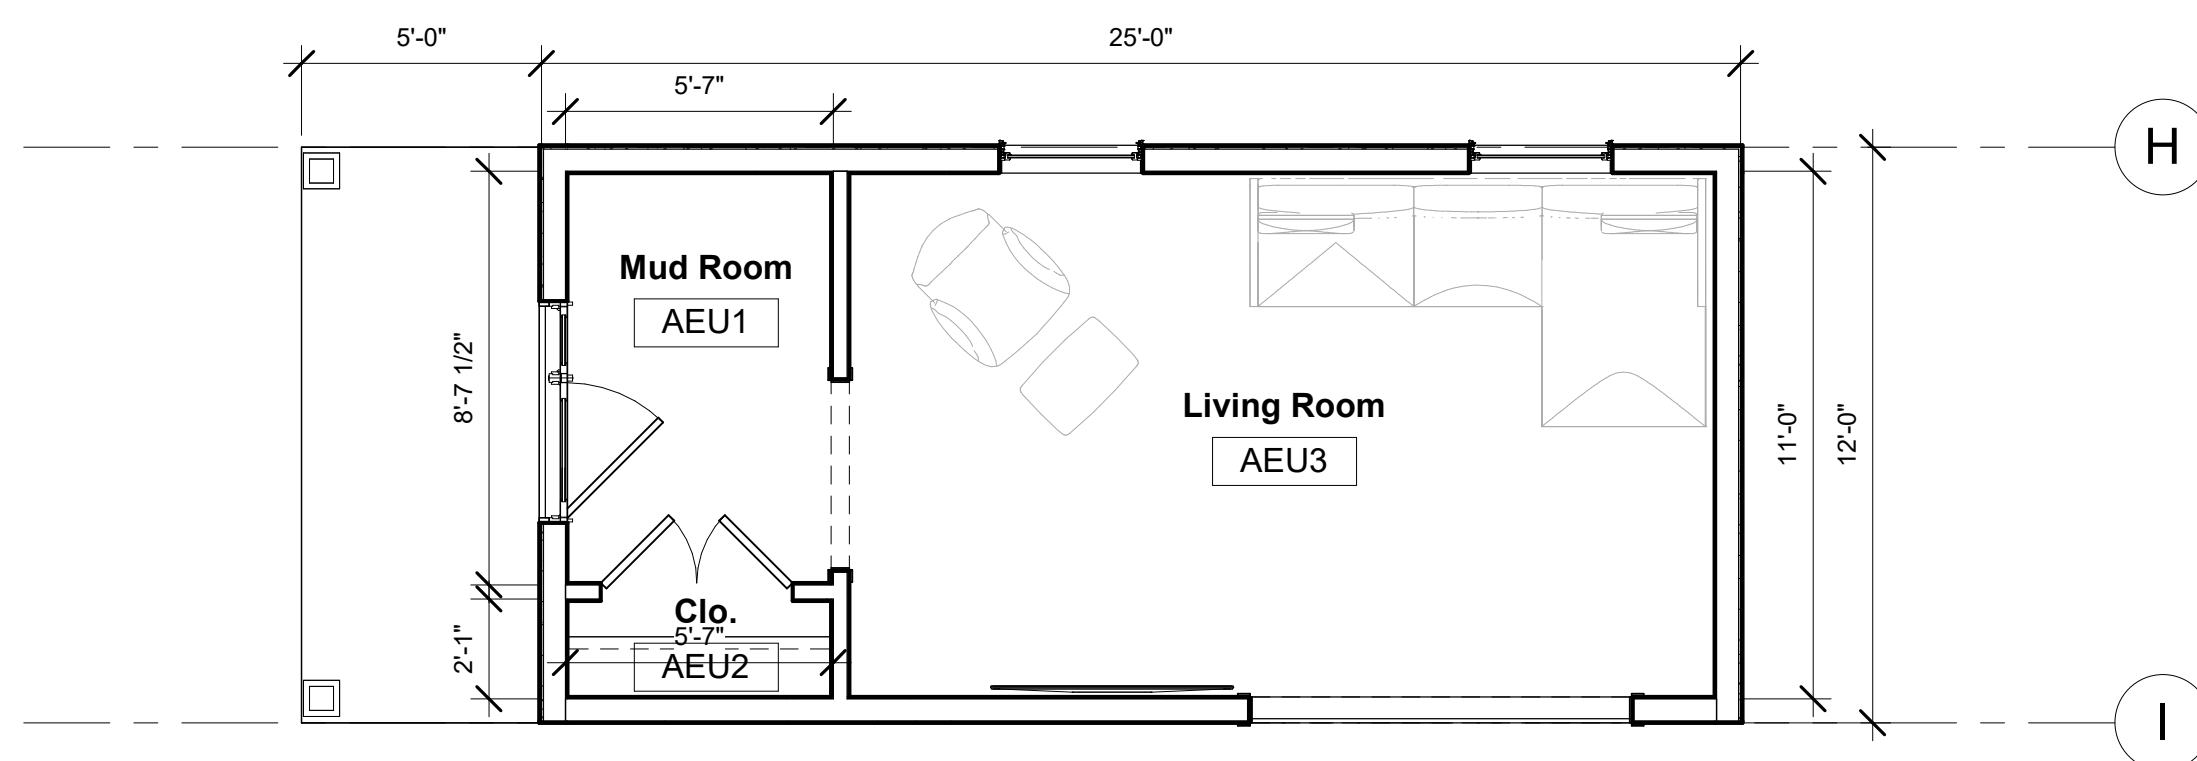 5'-0"
25'-0"
5'-7"
H
Mud Room
AEU1
8'-7 1/2"
Living Room
AEU3
11'-0"
12'-0"
Clo.
5'-7"
AEU2
2'-1"
I